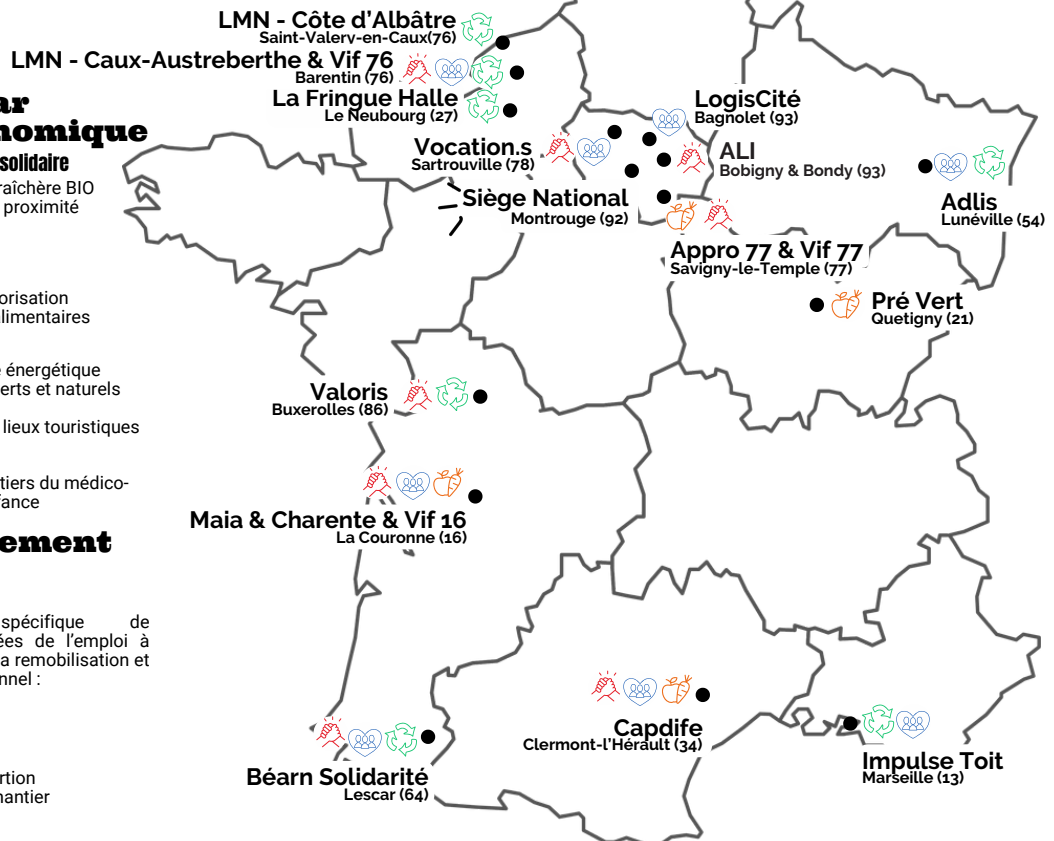 ar
nomique
solidaire
raîchère BIO
proximité
orisation
limentaires
énergétique
erts et naturels
lieux touristiques
tiers du médico-
fance
ement
spécifique de
ées de l'emploi à
a remobilisation et
nnel :
rtion
hantier
LMN - Côte d'Albâtre
Saint-Valery-en-Caux(76)
LMN - Caux-Austreberthe & Vif 76
Barentin (76)
La Fringue Halle
Le Neubourg (27)
Vocation.s
Sartrouville (78)
Siège National
Montrouge (92)
LogisCité
Bagnolet (93)
ALI
Bobigny & Bondy (93)
Adlis
Lunéville (54)
Appro 77 & Vif 77
Savigny-le-Temple (77)
Pré Vert
Quetigny (21)
Valoris
Buxerolles (86)
Maia & Charente & Vif 16
La Couronne (16)
Capdife
Clermont-l'Hérault (34)
Béarn Solidarité
Lescar (64)
Impulse Toit
Marseille (13)